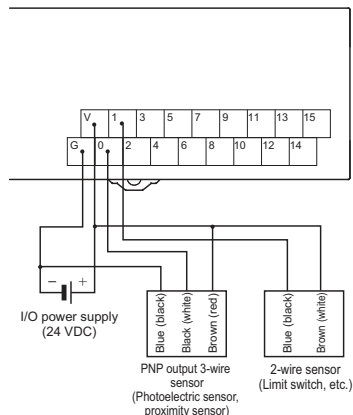 V 1 3 5 7 9 11 13 15
G 0 2 4 6 8 10 12 14
− +
I/O power supply
(24 VDC)
Blue (black)
Black (white)
Brown (red)
PNP output 3-wire
sensor
(Photoelectric sensor,
proximity sensor)
Blue (black)
Brown (white)
2-wire sensor
(Limit switch, etc.)